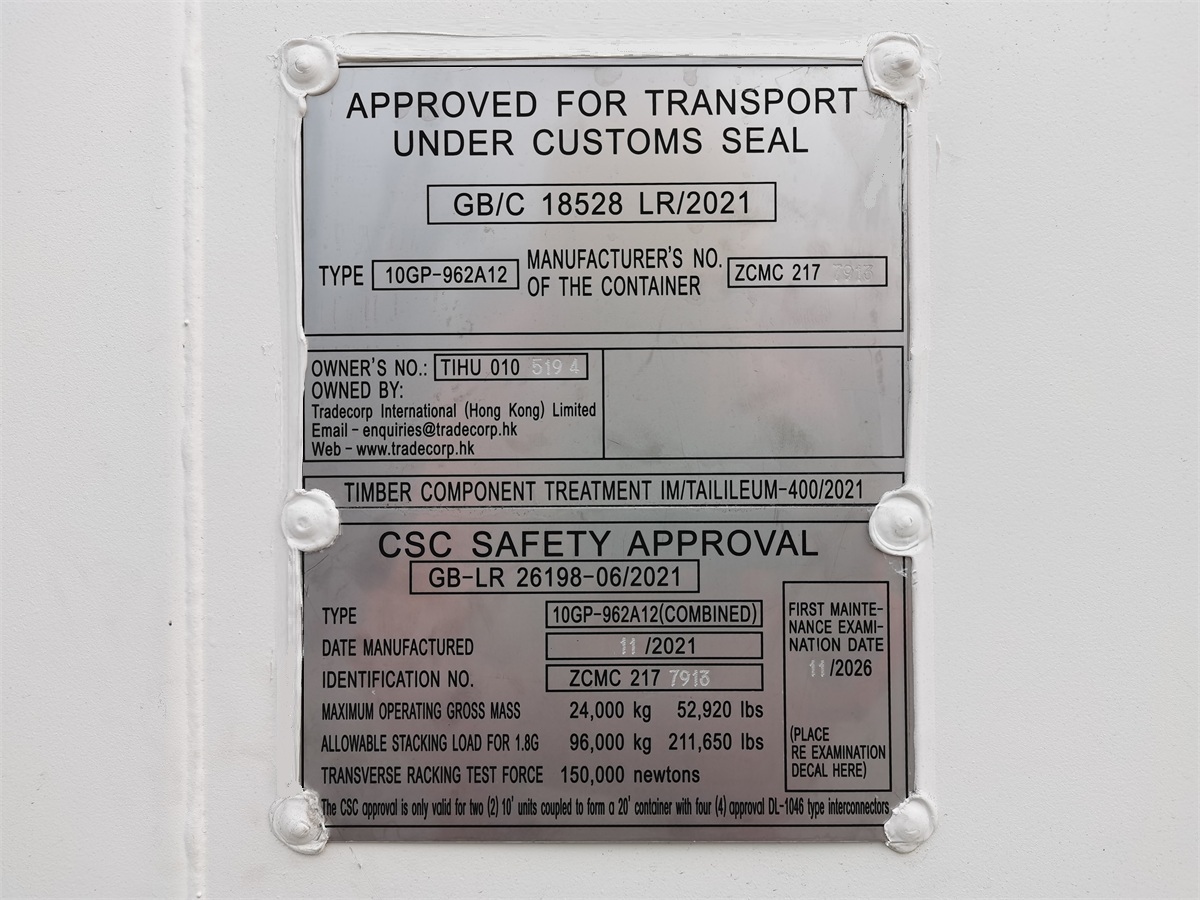 APPROVED FOR TRANSPORT
UNDER CUSTOMS SEAL
GB/C 18528 LR/2021
TYPE 10GP-962A12 MANUFACTURER'S NO. OF THE CONTAINER ZCMC 217 7913
OWNER'S NO.: TIHU 010 519 4
OWNED BY:
Tradecorp International (Hong Kong) Limited
Email - enquiries@tradecorp.hk
Web - www.tradecorp.hk
TIMBER COMPONENT TREATMENT IM/TAILILEUM-400/2021
CSC SAFETY APPROVAL
GB-LR 26198-06/2021
TYPE 10GP-962A12(COMBINED)
DATE MANUFACTURED 11 /2021
IDENTIFICATION NO. ZCMC 217 7913
MAXIMUM OPERATING GROSS MASS 24,000 kg 52,920 lbs
ALLOWABLE STACKING LOAD FOR 1.8G 96,000 kg 211,650 lbs
TRANSVERSE RACKING TEST FORCE 150,000 newtons
FIRST MAINTE-
NANCE EXAMI-
NATION DATE
11 /2026
(PLACE
RE EXAMINATION
DECAL HERE)
The CSC approval is only valid for two (2) 10' units coupled to form a 20' container with four (4) approval DL-1046 type interconnectors